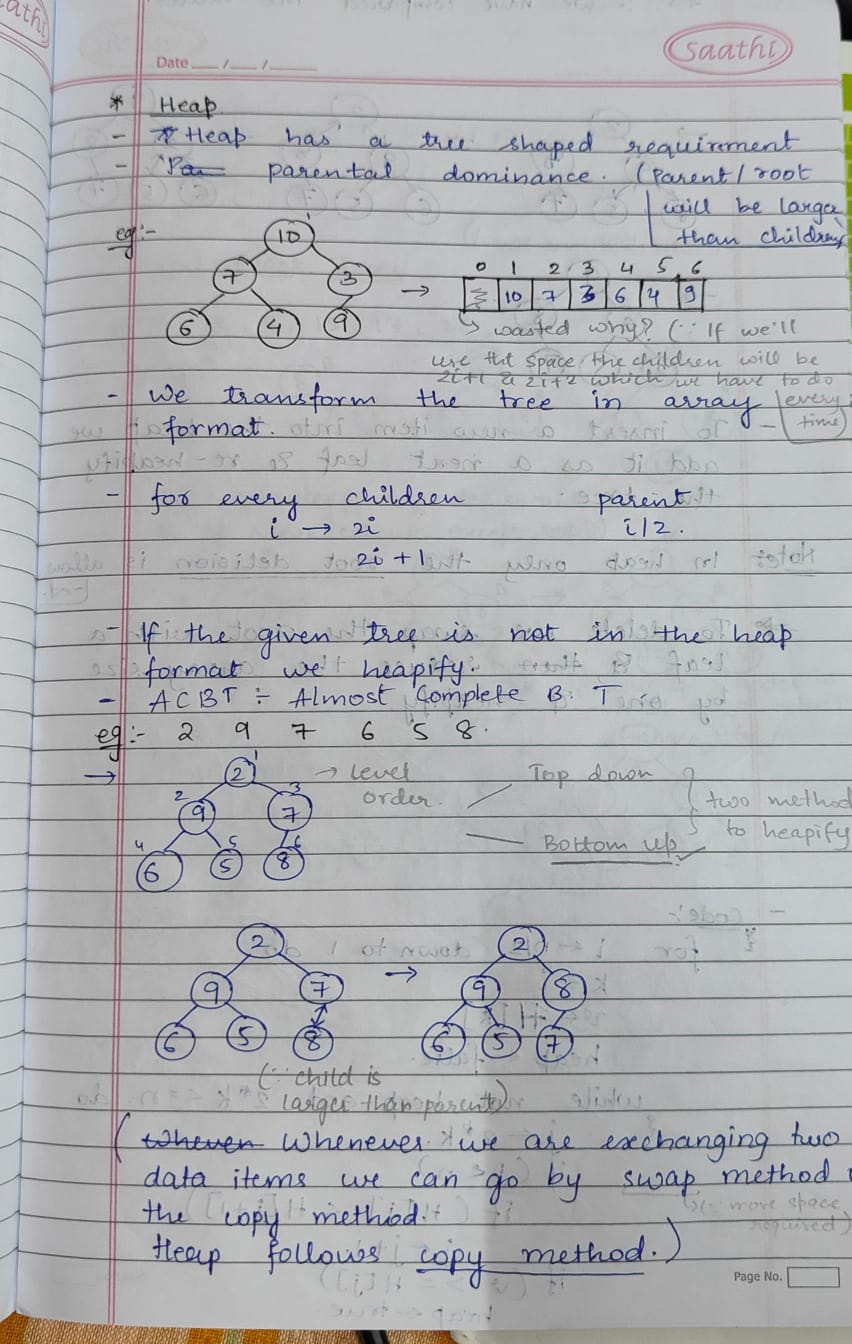 saathi
Date __/__/____
* Heap
- Heap has a tree shaped requirement
- parental dominance. (Parent/root
will be larger
than children)
eg:-
10
7 3
6 4 9
1
→
0 1 2 3 4 5 6
10 7 3 6 4 9
↳ wasted why? (∵ If we'll
use tht space the children will be
2i+1 & 2i+2 which we have to do
every
time)
- We transform the tree in array
format.
- for every children parent
i → 2i i/2.
2i+1
- If the given tree is not in the heap
format we heapify.
- ACBT ÷ Almost Complete B. T
eg:- 2 9 7 6 5 8.
→
1
2
2 3
9 7
4 5 6
6 5 8
→ level
order
Top down
Bottom up ✓
two method
to heapify
2
9 7
6 5 8
→
2
9 8
6 5 7
(∵ child is
larger than parent)
(Wheven Whenever we are exchanging two
data items we can go by swap method
the copy method.
(∵ more space
required)
Heap follows copy method.)
Page No.